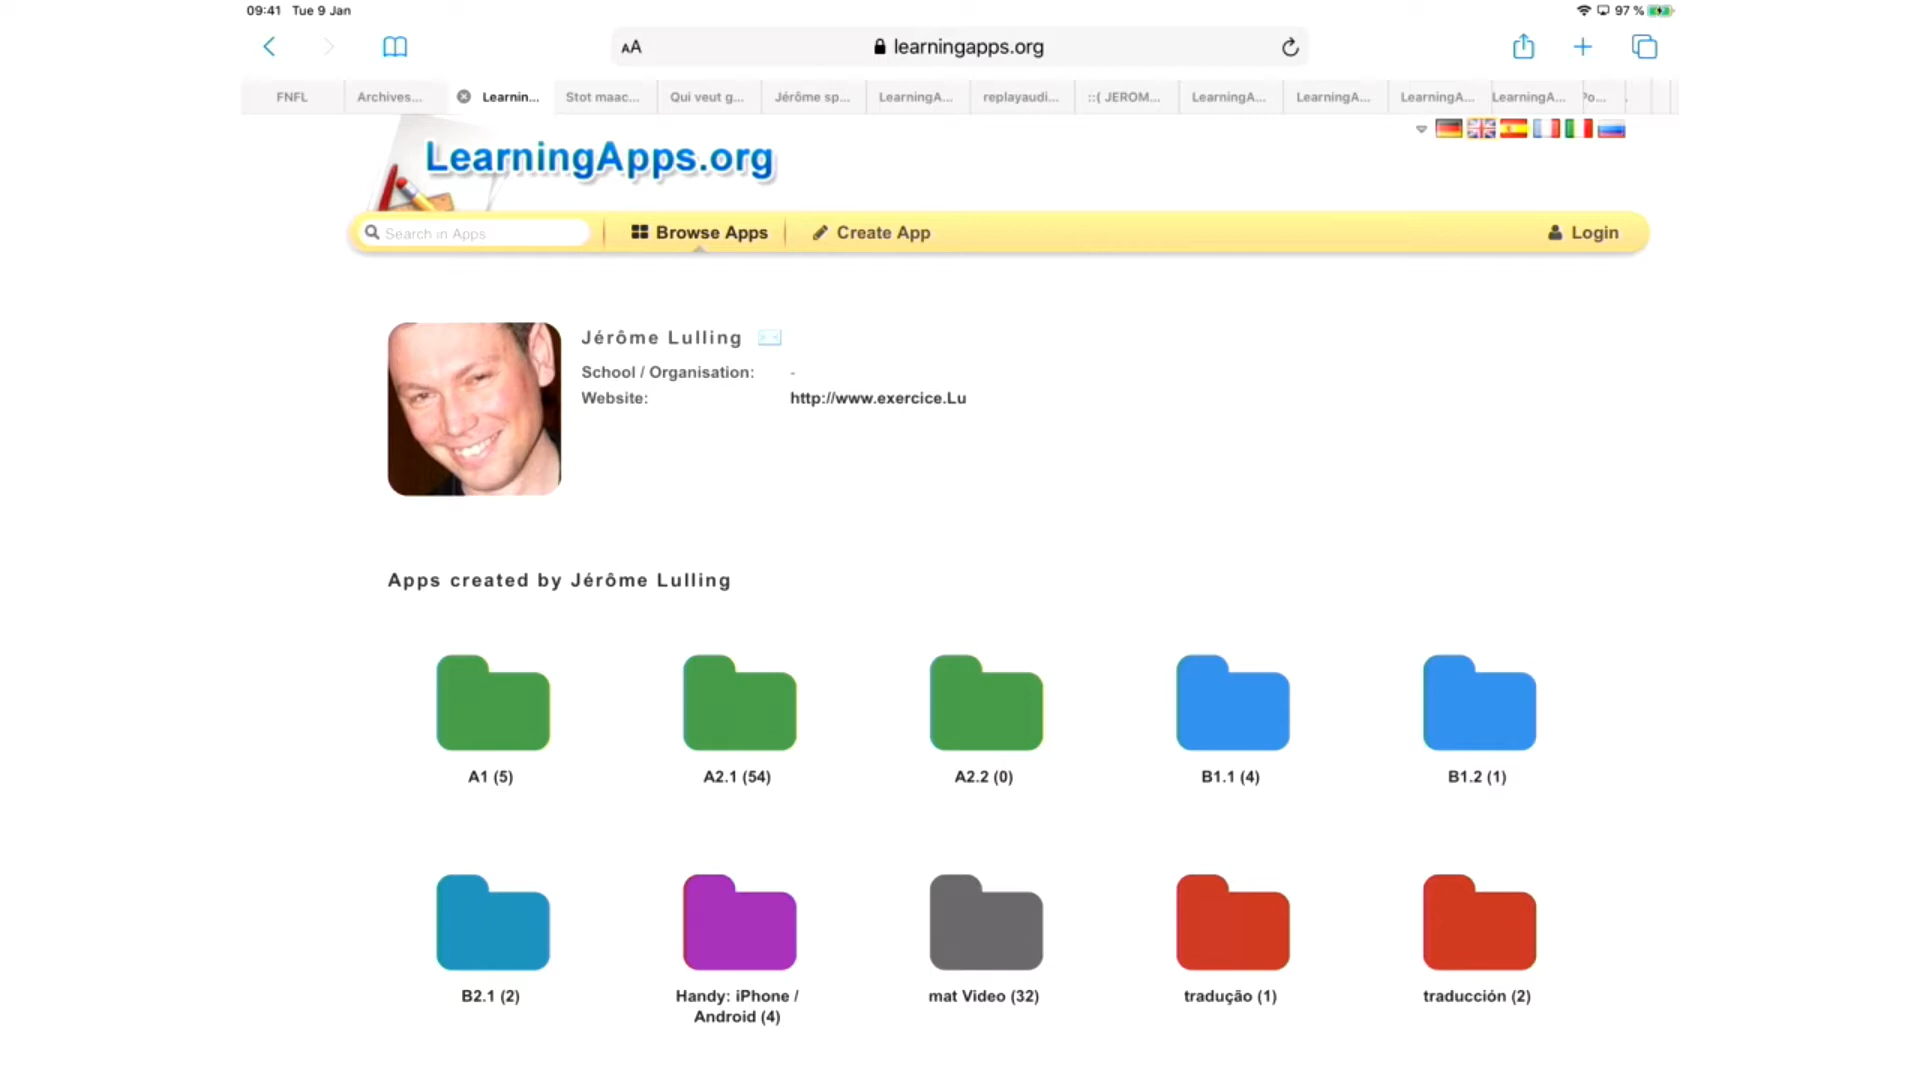 09:41 Tue 9 Jan
97 %
AA learningapps.org
FNFL Archives... Learnin... Stot maac... Qui veut g... Jérôme sp... LearningA... replayaudi... ::( JEROM... LearningA... LearningA... LearningA... LearningA... Po...
LearningApps.org
Search in Apps Browse Apps Create App Login
Jérôme Lulling
School / Organisation: -
Website: http://www.exercice.Lu
Apps created by Jérôme Lulling
A1 (5) A2.1 (54) A2.2 (0) B1.1 (4) B1.2 (1)
B2.1 (2) Handy: iPhone / mat Video (32) tradução (1) traducción (2)
Android (4)